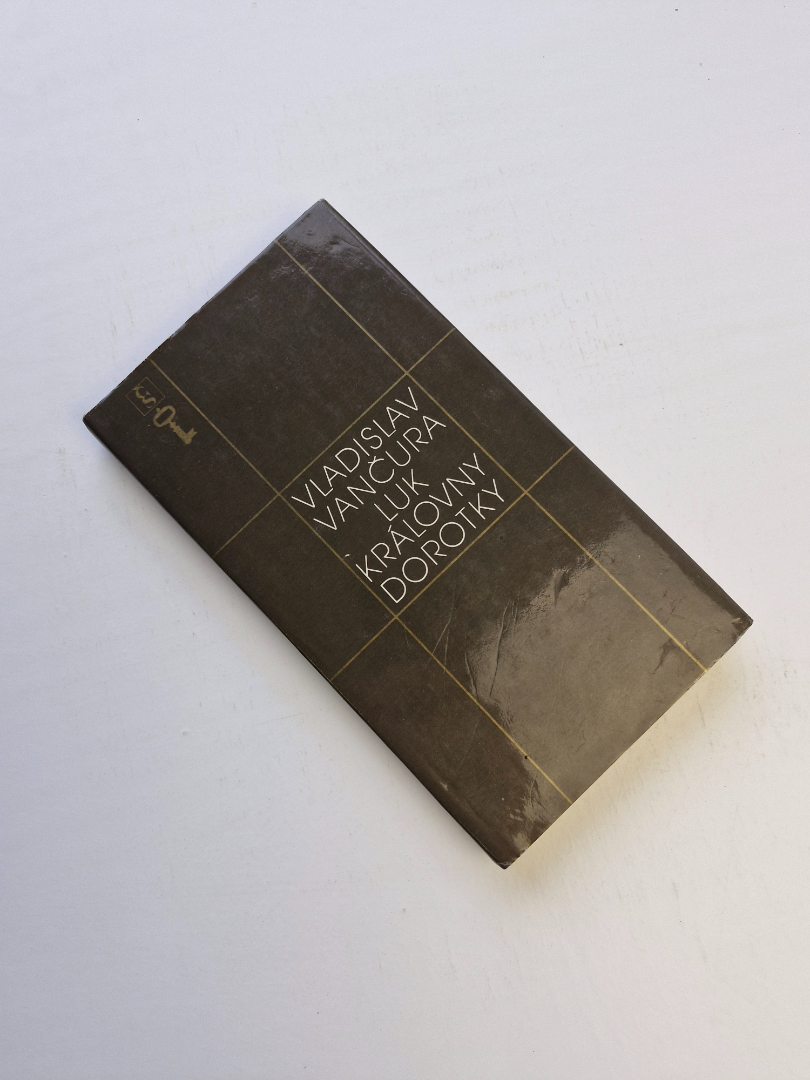 VLADISLAV
VANČURA
LUK
KRÁLOVNY
DOROTKY